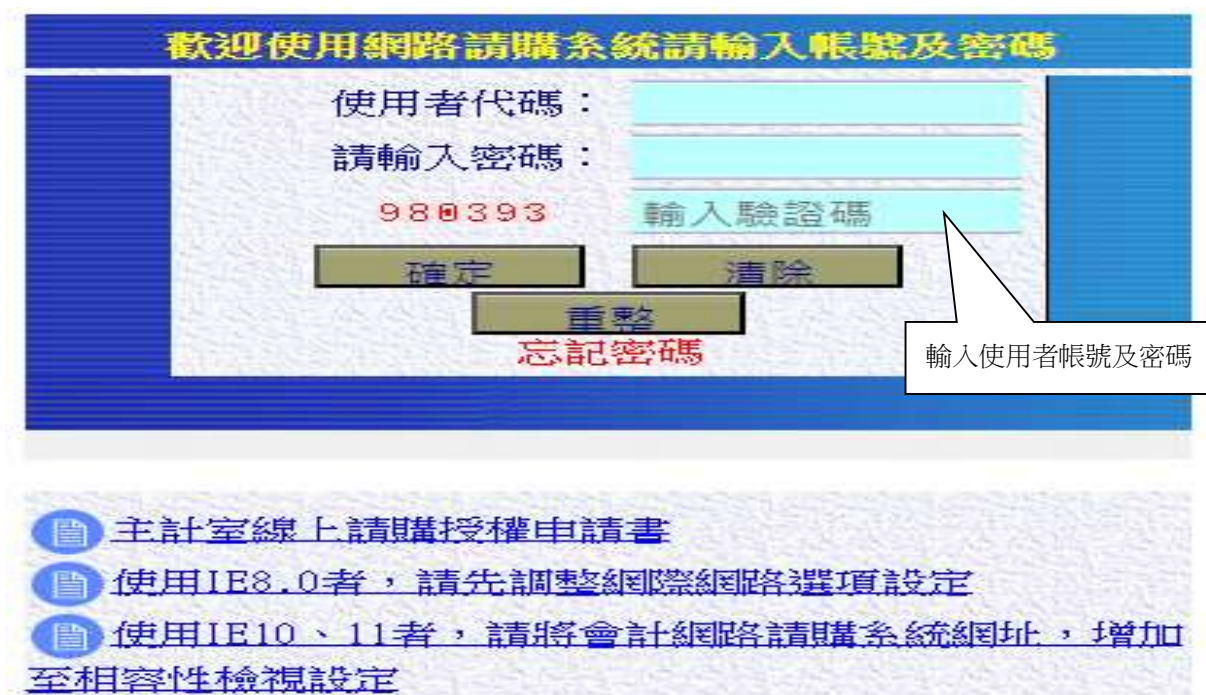 歡迎使用網路請購系統請輸入帳號及密碼
使用者代碼：
請輸入密碼：
980393 輸入驗證碼
確定 清除
重整
忘記密碼
輸入使用者帳號及密碼
主計室線上請購授權申請書
使用IE8.0者，請先調整網際網路選項設定
使用IE10、11者，請將會計網路請購系統網址，增加
至相容性檢視設定